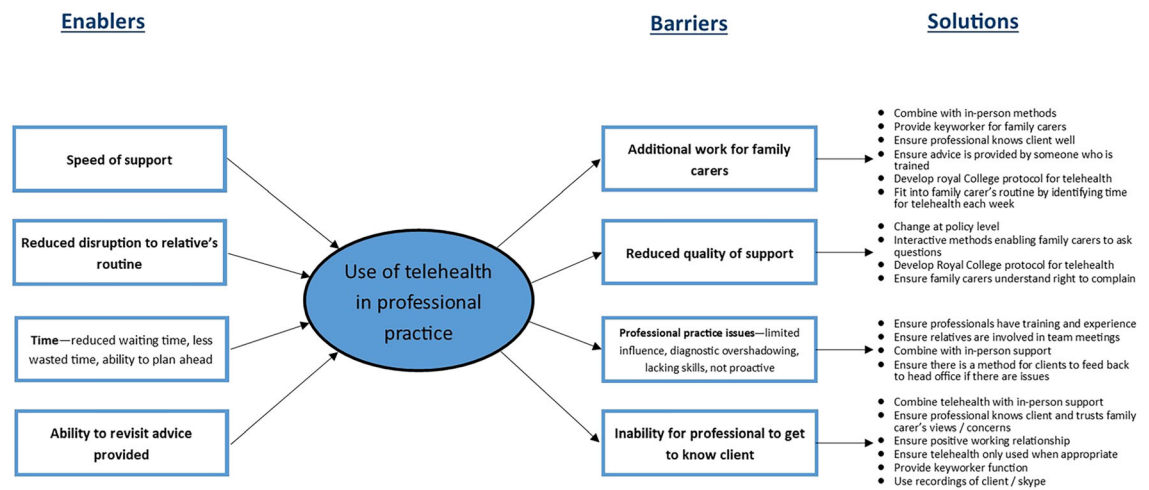 Enablers
Barriers
Solutions
Speed of support
Reduced disruption to relative's
routine
Time—reduced waiting time, less
wasted time, ability to plan ahead
Ability to revisit advice
provided
Use of telehealth
in professional
practice
Additional work for family
carers
Reduced quality of support
Professional practice issues—limited
influence, diagnostic overshadowing,
lacking skills, not proactive
Inability for professional to get
to know client
● Combine with in-person methods
● Provide keyworker for family carers
● Ensure professional knows client well
● Ensure advice is provided by someone who is
trained
● Develop royal College protocol for telehealth
● Fit into family carer's routine by identifying time
for telehealth each week
● Change at policy level
● Interactive methods enabling family carers to ask
questions
● Develop Royal College protocol for telehealth
● Ensure family carers understand right to complain
● Ensure professionals have training and experience
● Ensure relatives are involved in team meetings
● Combine with in-person support
● Ensure there is a method for clients to feed back
to head office if there are issues
● Combine telehealth with in-person support
● Ensure professional knows client and trusts family
carer's views / concerns
● Ensure positive working relationship
● Ensure telehealth only used when appropriate
● Provide keyworker function
● Use recordings of client / skype